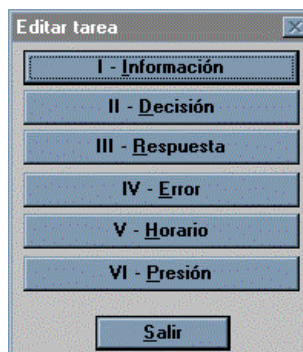 Editar tarea
I - Información
II - Decisión
III - Respuesta
IV - Error
V - Horario
VI - Presión
Salir